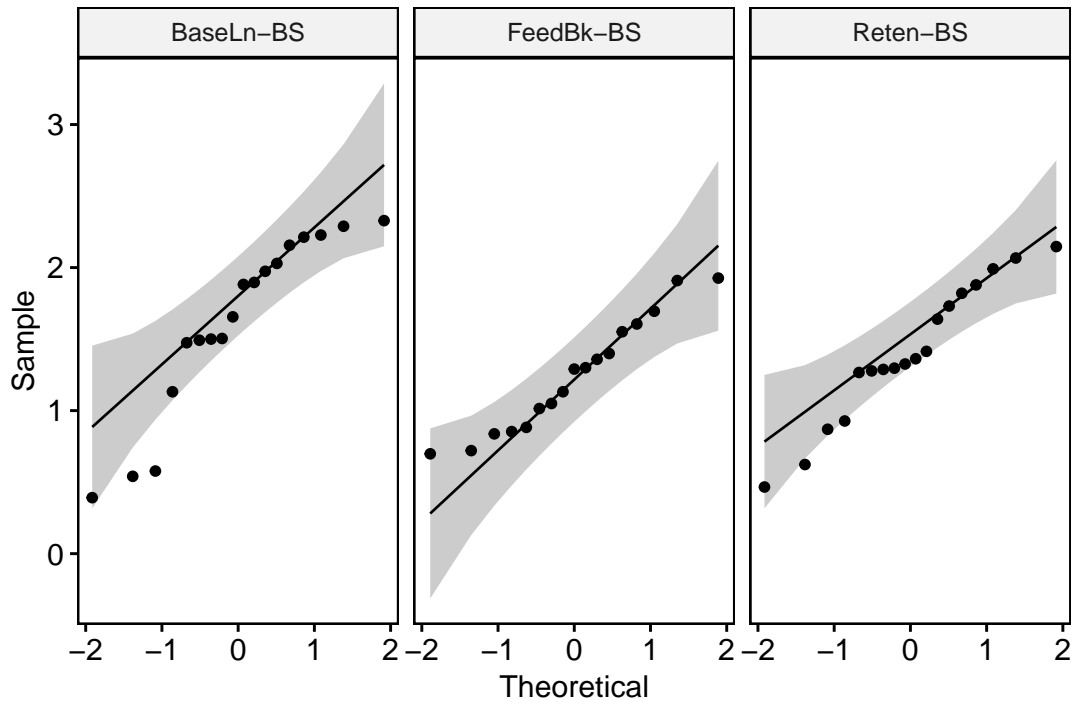 BaseLn−BS FeedBk−BS Reten−BS
3
2
1
0
Sample
−2 −1 0 1 2 −2 −1 0 1 2 −2 −1 0 1 2
Theoretical